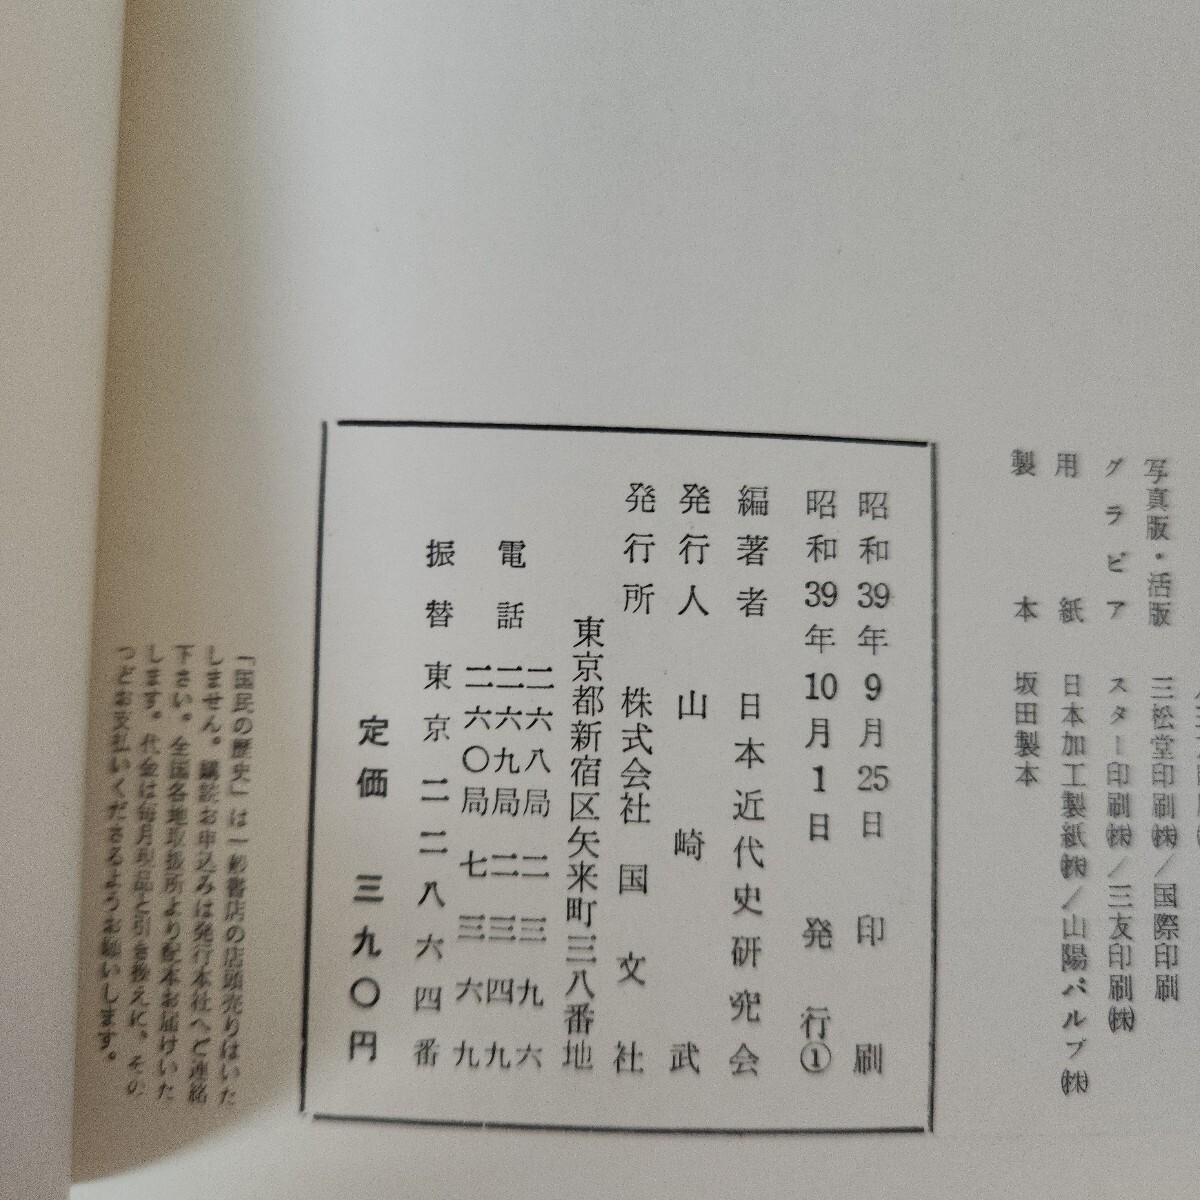 写真版・活版　三松堂印刷㈱／国際印刷
グラビア　スター印刷㈱／三友印刷㈱
用紙　日本加工製紙㈱／山陽パルプ㈱
製本　坂田製本
昭和39年9月25日　印刷
昭和39年10月1日　発行①
編著者　日本近代史研究会
発行人　山崎武
発行所　株式会社国文社
東京都新宿区矢来町三八番地
電話　二六八局二三九六
二六九局二三四九
二六〇局七三六九
振替東京二二八六四番
定価　三九〇円
「国民の歴史」は一般書店の店頭売りはいた
しません。購読お申込みは発行本社へご連絡
下さい。全国各地取扱所より配本お届けいた
します。代金は毎月現品と引き換えに、その
つどお支払いくださるようお願いします。